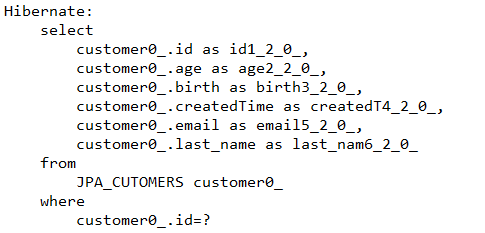 Hibernate:
    select
        customer0_.id as id1_2_0_,
        customer0_.age as age2_2_0_,
        customer0_.birth as birth3_2_0_,
        customer0_.createdTime as createdT4_2_0_,
        customer0_.email as email5_2_0_,
        customer0_.last_name as last_nam6_2_0_
    from
        JPA_CUTOMERS customer0_
    where
        customer0_.id=?